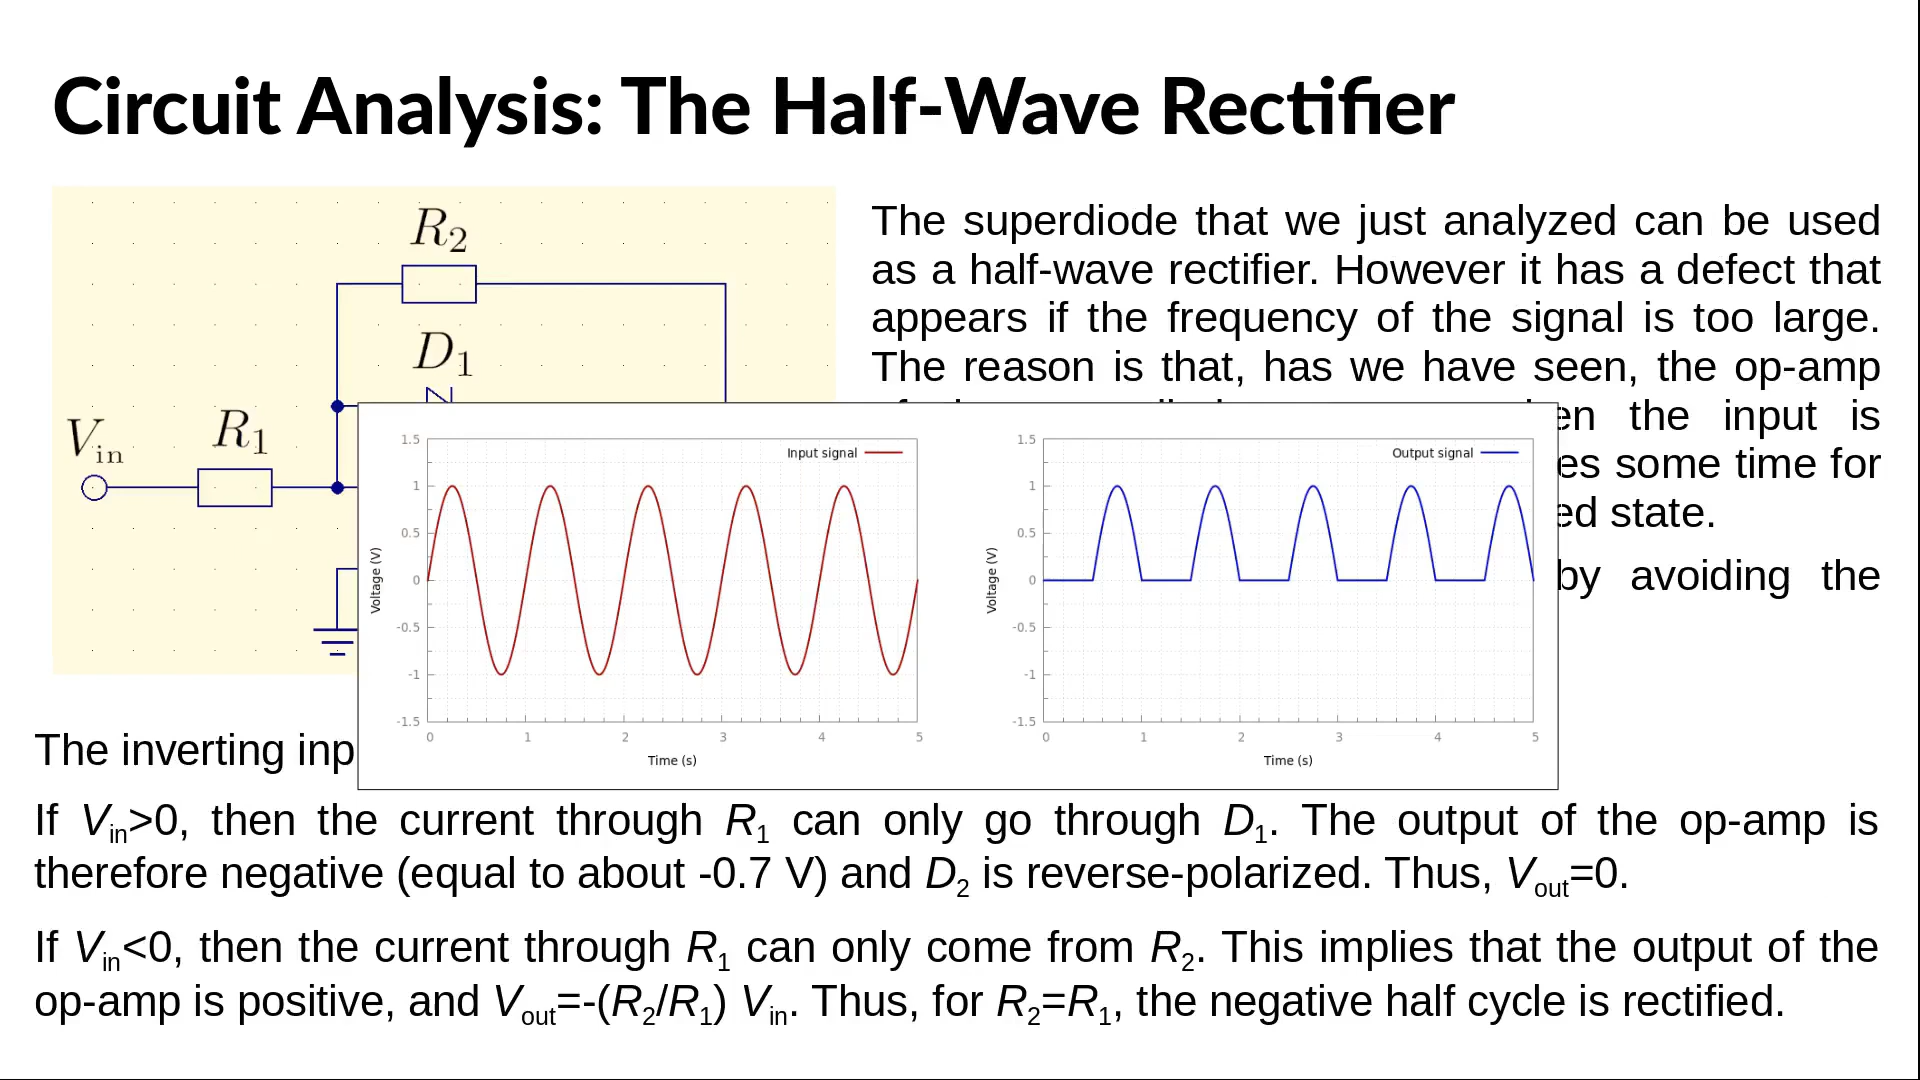 Circuit Analysis: The Half-Wave Rectifier
R2
D1
Vin
R1
The superdiode that we just analyzed can be used
as a half-wave rectifier. However it has a defect that
appears if the frequency of the signal is too large.
The reason is that, has we have seen, the op-amp
the input is
some time for
state.
by avoiding the
1.5
1
0.5
0
-0.5
-1
-1.5
Voltage (V)
Input signal
0 1 2 3 4 5
Time (s)
1.5
1
0.5
0
-0.5
-1
-1.5
Voltage (V)
Output signal
0 1 2 3 4 5
Time (s)
The inverting inp
If Vin>0, then the current through R1 can only go through D1. The output of the op-amp is
therefore negative (equal to about -0.7 V) and D2 is reverse-polarized. Thus, Vout=0.
If Vin<0, then the current through R1 can only come from R2. This implies that the output of the
op-amp is positive, and Vout=-(R2/R1) Vin. Thus, for R2=R1, the negative half cycle is rectified.